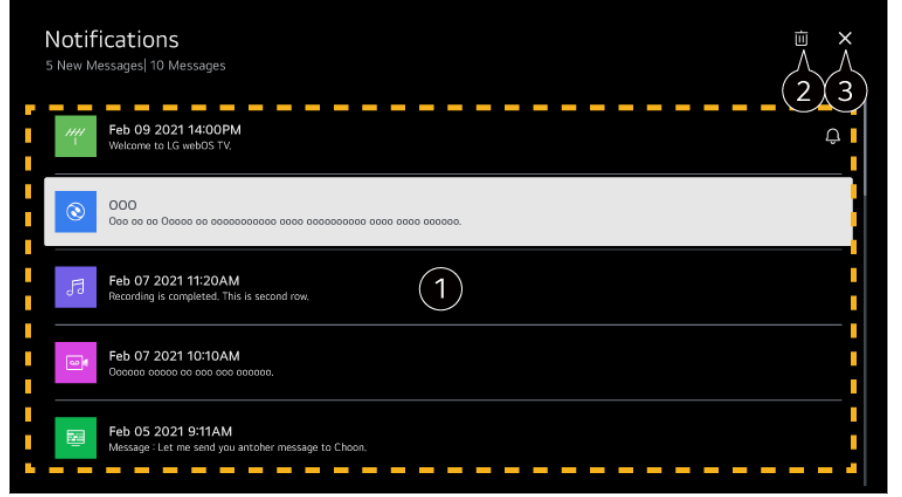 Notifications
5 New Messages| 10 Messages
2 3
Feb 09 2021 14:00PM
Welcome to LG webOS TV.
OOO
Ooo oo oo Ooooo oo ooooooooooo oooo oooooooooo oooo oooo oooooo.
Feb 07 2021 11:20AM
Recording is completed. This is second row.
1
Feb 07 2021 10:10AM
Oooooo ooooo oo ooo ooo oooooo.
Feb 05 2021 9:11AM
Message : Let me send you antoher message to Choon.